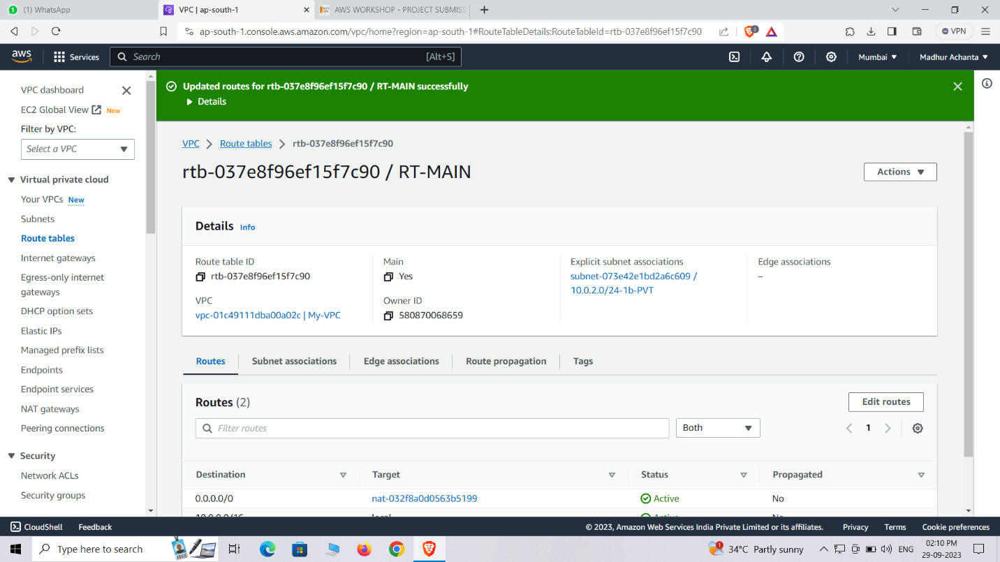 (1) WhatsApp
VPC | ap-south-1
AWS WORKSHOP - PROJECT SUBMISS
ap-south-1.console.aws.amazon.com/vpc/home?region=ap-south-1#RouteTableDetails:RouteTableId=rtb-037e8f96ef15f7c90
3
VPN
aws
Services
Search
[Alt+S]
Mumbai
Madhur Achanta
VPC dashboard
EC2 Global View New
Filter by VPC:
Select a VPC
Virtual private cloud
Your VPCs New
Subnets
Route tables
Internet gateways
Egress-only internet
gateways
DHCP option sets
Elastic IPs
Managed prefix lists
Endpoints
Endpoint services
NAT gateways
Peering connections
Security
Network ACLs
Security groups
Updated routes for rtb-037e8f96ef15f7c90 / RT-MAIN successfully
Details
VPC > Route tables > rtb-037e8f96ef15f7c90
rtb-037e8f96ef15f7c90 / RT-MAIN
Actions
Details Info
Route table ID
rtb-037e8f96ef15f7c90
Main
Yes
Explicit subnet associations
subnet-073e42e1bd2a6c609 /
10.0.2.0/24-1b-PVT
Edge associations
–
VPC
vpc-01c49111dba00a02c | My-VPC
Owner ID
580870068659
Routes
Subnet associations
Edge associations
Route propagation
Tags
Routes (2)
Edit routes
Filter routes
Both
1
Destination
Target
Status
Propagated
0.0.0.0/0
nat-032f8a0d0563b5199
Active
No
10.0.0.0/16
local
Active
No
CloudShell
Feedback
© 2023, Amazon Web Services India Private Limited or its affiliates.
Privacy
Terms
Cookie preferences
Type here to search
1
34°C Partly sunny
ENG
02:10 PM
29-09-2023